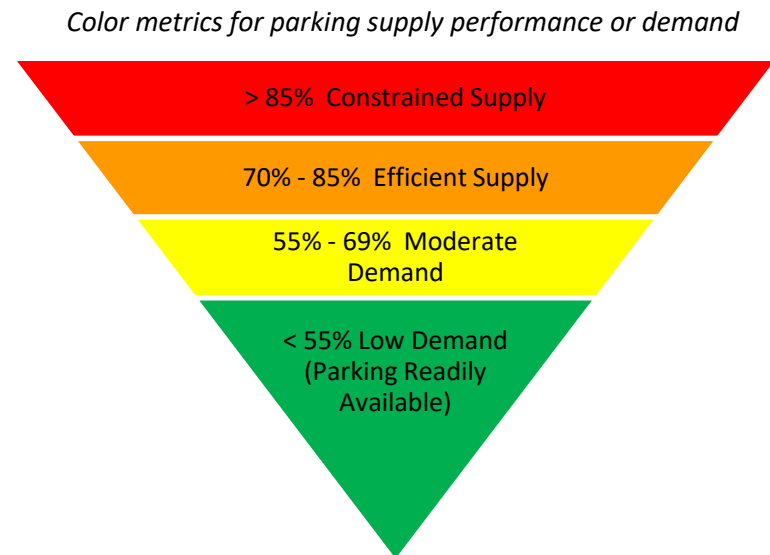 Color metrics for parking supply performance or demand
> 85%  Constrained Supply
70% - 85%  Efficient Supply
55% - 69%  Moderate
Demand
< 55% Low Demand
(Parking Readily
Available)